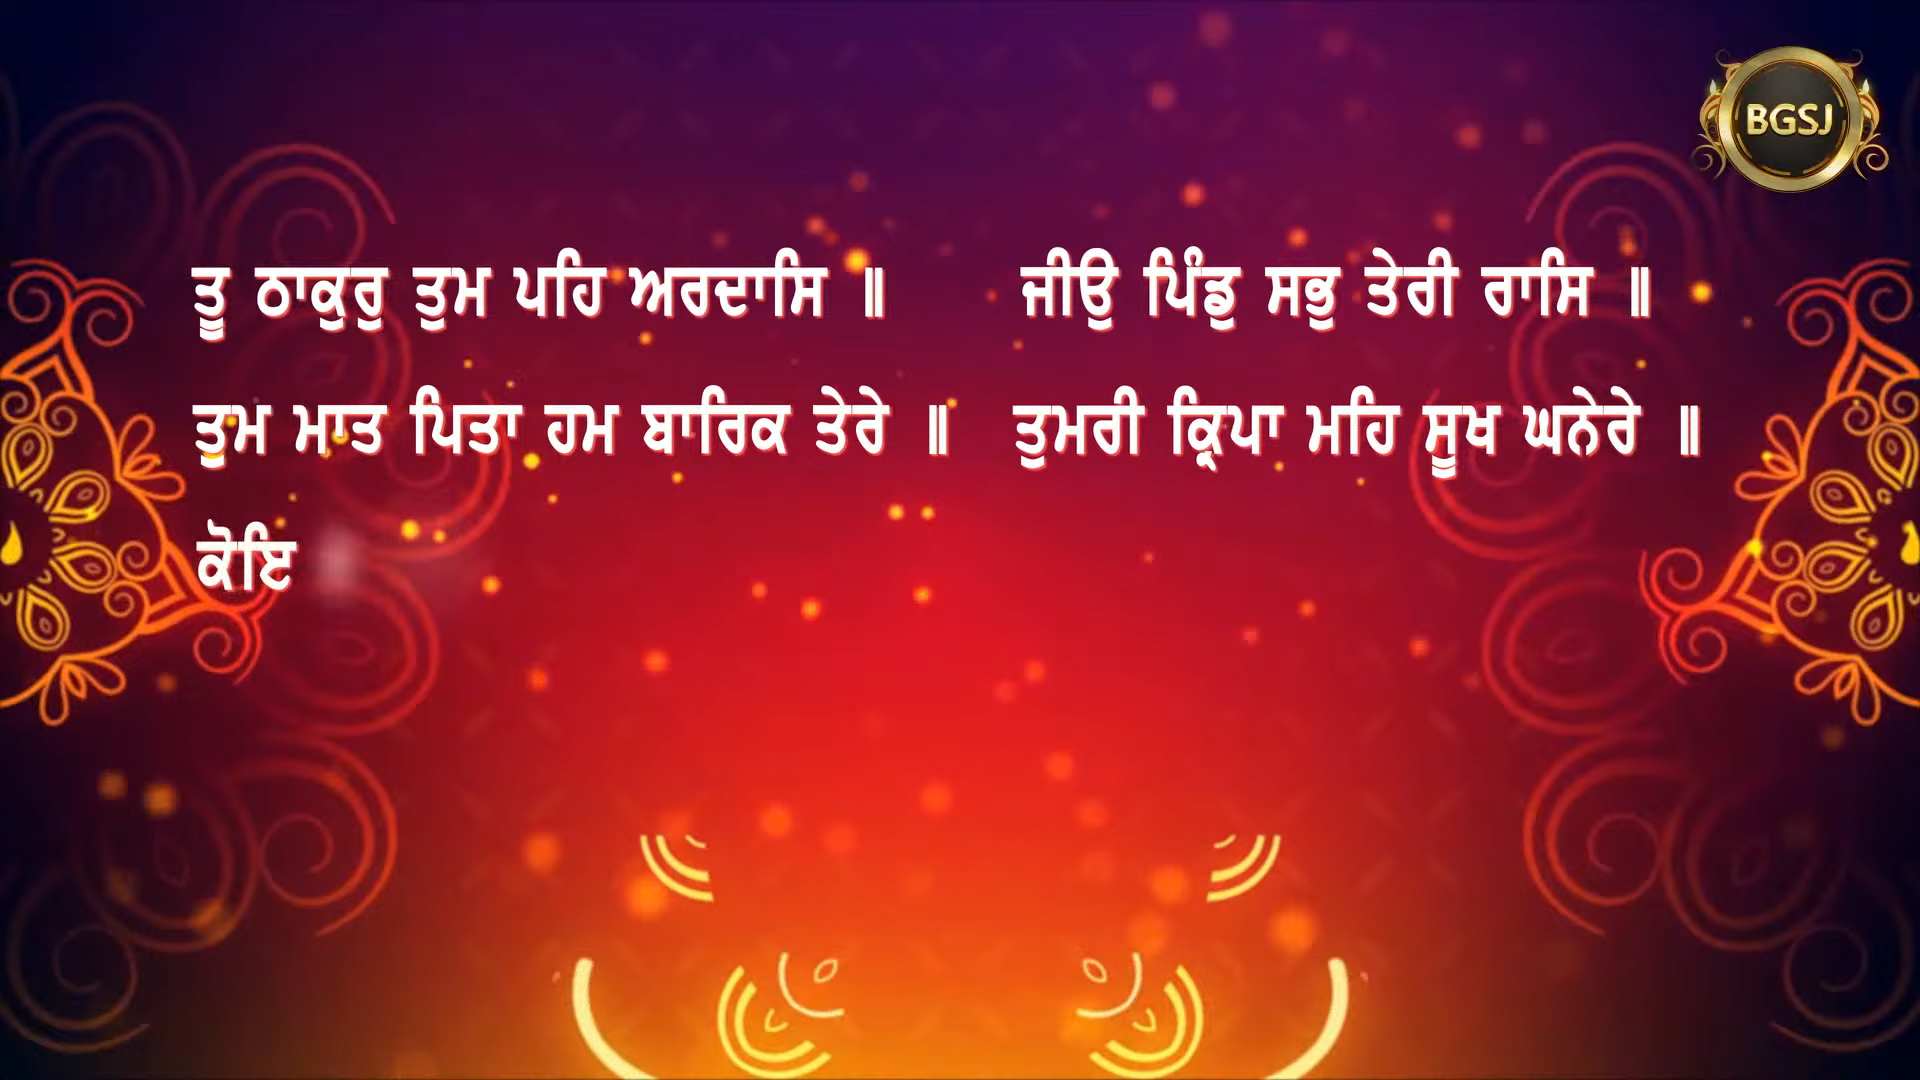 BGSJ
ਤੂ ਠਾਕੁਰੁ ਤੁਮ ਪਹਿ ਅਰਦਾਸਿ ॥ ਜੀਉ ਪਿੰਡੁ ਸਭੁ ਤੇਰੀ ਰਾਸਿ ॥
ਤੁਮ ਮਾਤ ਪਿਤਾ ਹਮ ਬਾਰਿਕ ਤੇਰੇ ॥ ਤੁਮਰੀ ਕ੍ਰਿਪਾ ਮਹਿ ਸੂਖ ਘਨੇਰੇ ॥
ਕੋਇ